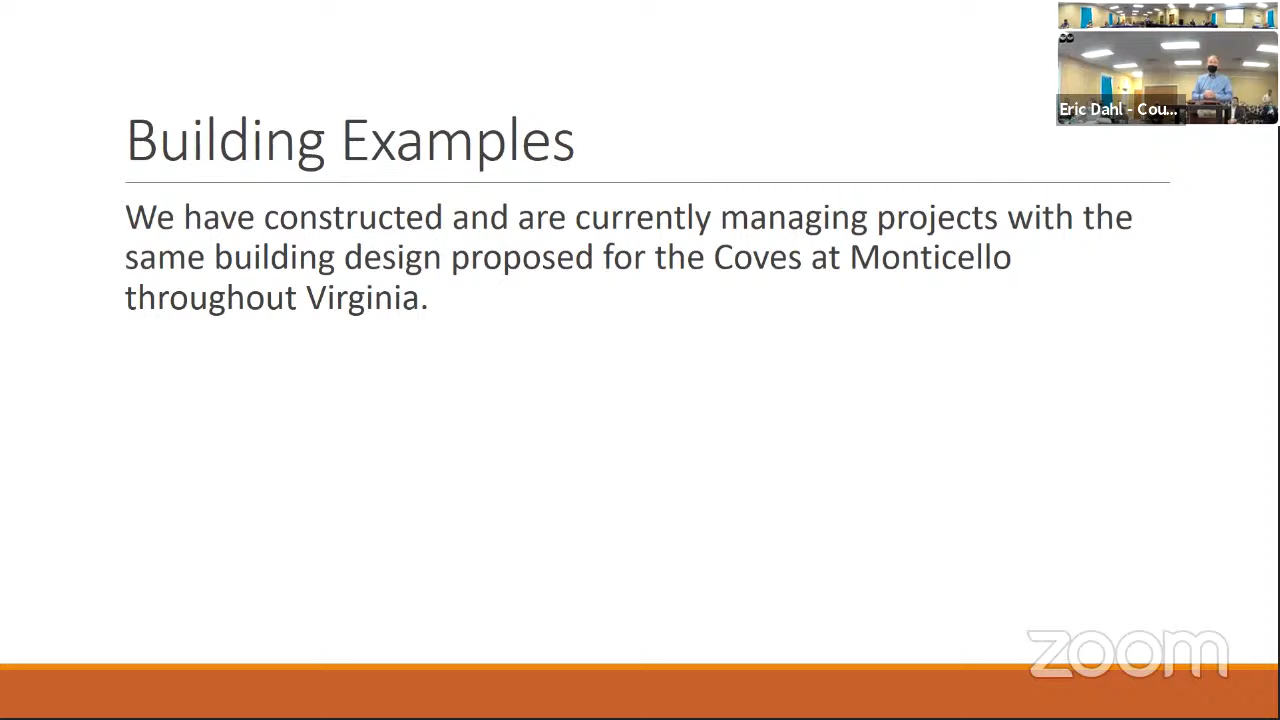 Eric Dahl - Cou...
Building Examples
We have constructed and are currently managing projects with the
same building design proposed for the Coves at Monticello
throughout Virginia.
zoom